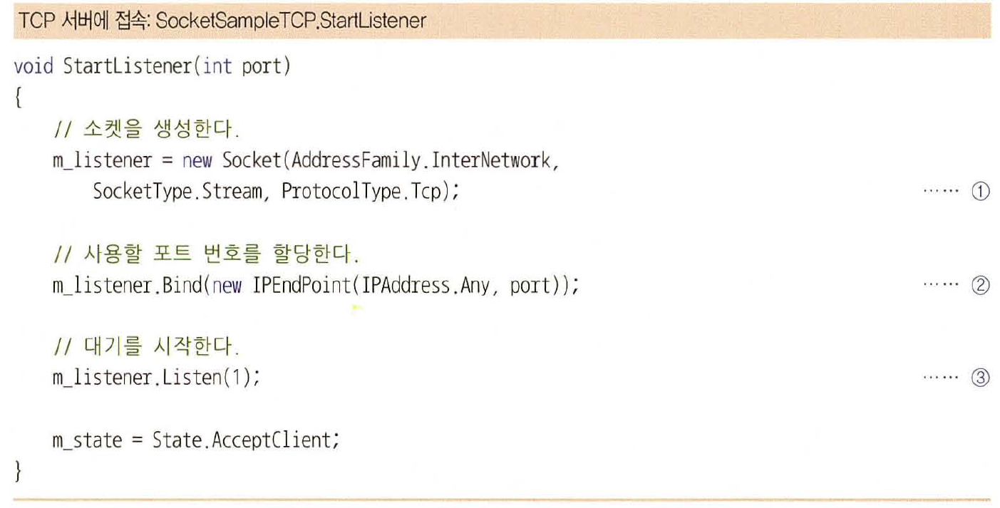 TCP 서버에 접속: SocketSampleTCP.StartListener
void StartListener(int port)
{
// 소켓을 생성한다.
m_listener = new Socket(AddressFamily.InterNetwork,
SocketType.Stream, ProtocolType.Tcp); …… ①
// 사용할 포트 번호를 할당한다.
m_listener.Bind(new IPEndPoint(IPAddress.Any, port)); …… ②
// 대기를 시작한다.
m_listener.Listen(1); …… ③
m_state = State.AcceptClient;
}